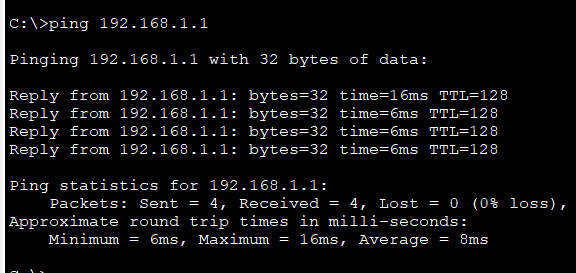 C:\>ping 192.168.1.1
Pinging 192.168.1.1 with 32 bytes of data:
Reply from 192.168.1.1: bytes=32 time=16ms TTL=128
Reply from 192.168.1.1: bytes=32 time=6ms TTL=128
Reply from 192.168.1.1: bytes=32 time=6ms TTL=128
Reply from 192.168.1.1: bytes=32 time=6ms TTL=128
Ping statistics for 192.168.1.1:
Packets: Sent = 4, Received = 4, Lost = 0 (0% loss),
Approximate round trip times in milli-seconds:
Minimum = 6ms, Maximum = 16ms, Average = 8ms